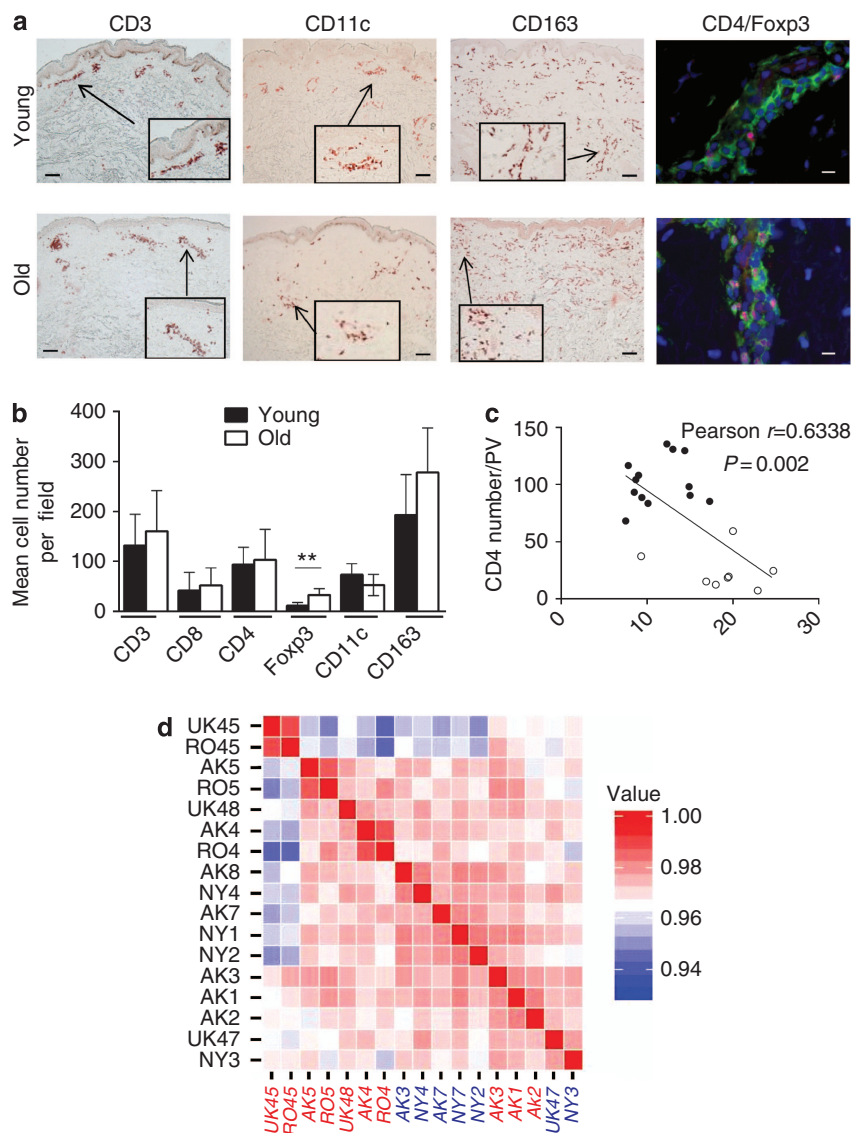 a
CD3 CD11c CD163 CD4/Foxp3
Young
Old
b
Mean cell number per field
400
300
200
100
0
Young
Old
**
CD3 CD8 CD4 Foxp3 CD11c CD163
c
CD4 number/PV
150
100
50
0
Pearson r=0.6338
P=0.002
0 10 20 30
d
UK45
RO45
AK5
RO5
UK48
AK4
RO4
AK8
NY4
AK7
NY1
NY2
AK3
AK1
AK2
UK47
NY3
UK45 RO45 AK5 RO5 UK48 AK4 RO4 AK3 NY4 AK7 NY7 NY2 AK3 AK1 Ak2 UK47 NY3
Value
1.00
0.98
0.96
0.94